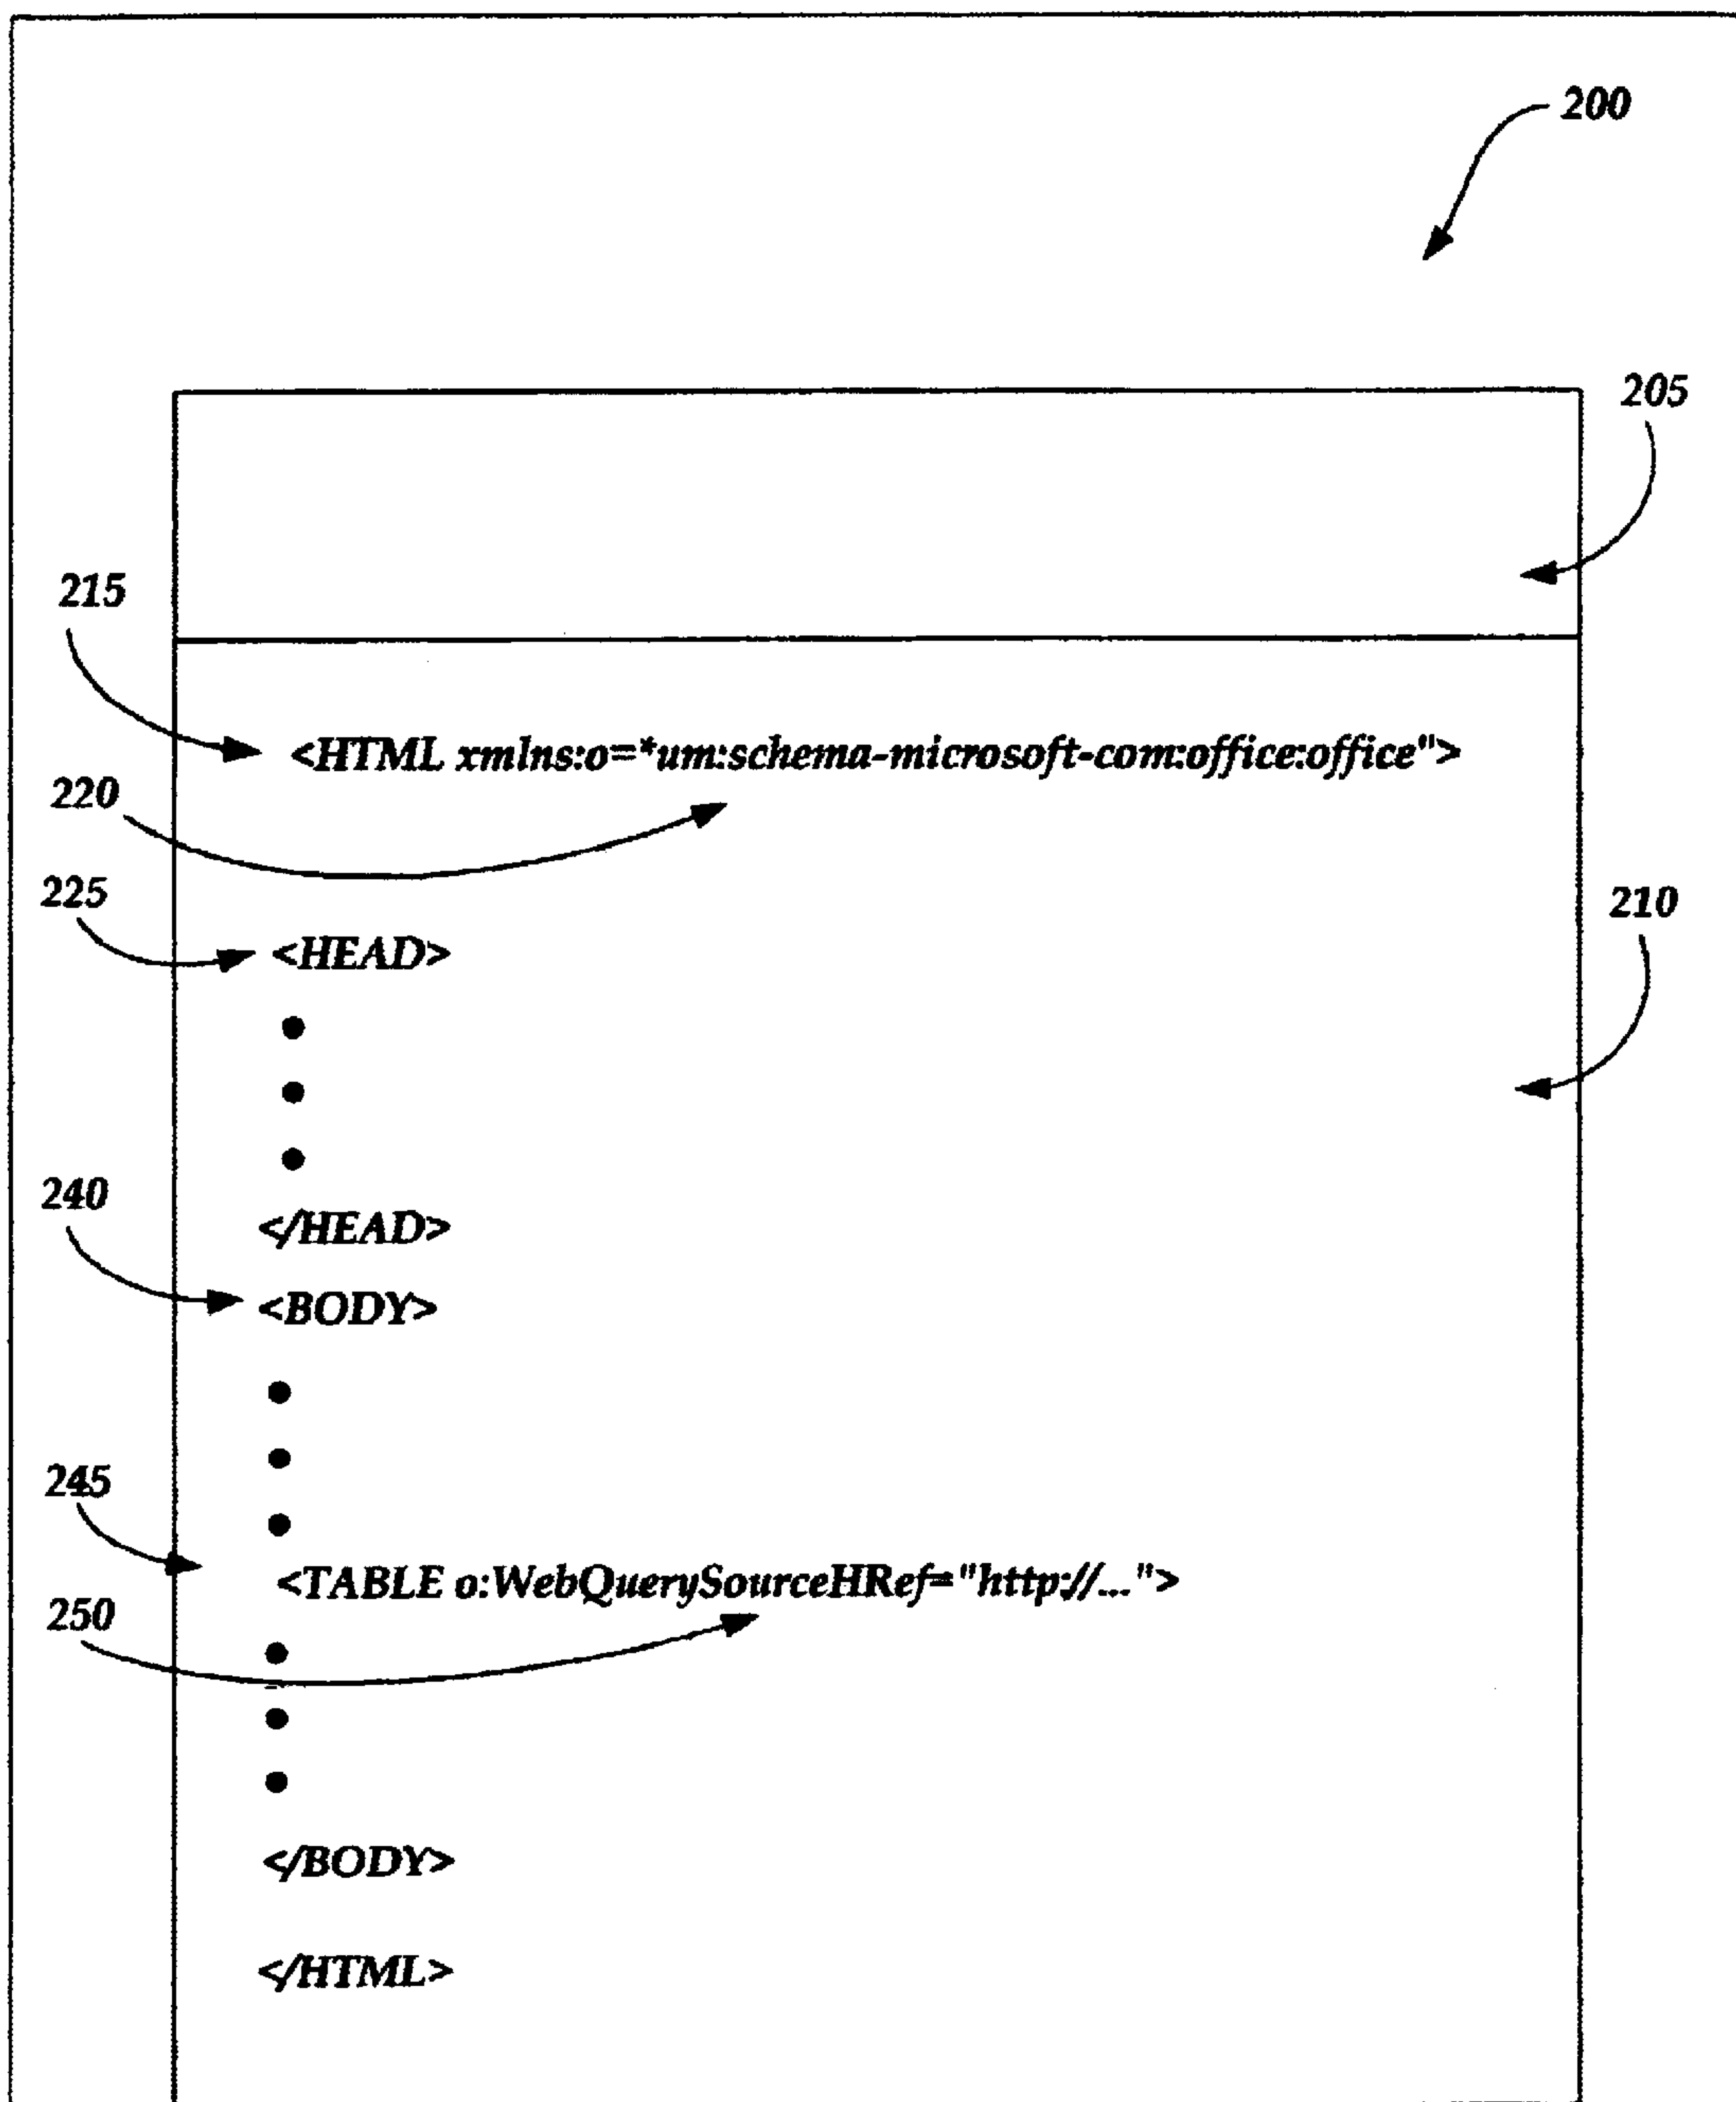 200
205
215
<HTML xmlns:o=*um:schema-microsoft-com:office:office">
220
225
210
<HEAD>
</HEAD>
240
<BODY>
245
<TABLE o:WebQuerySourceHRef="http://...">
250
</BODY>
</HTML>